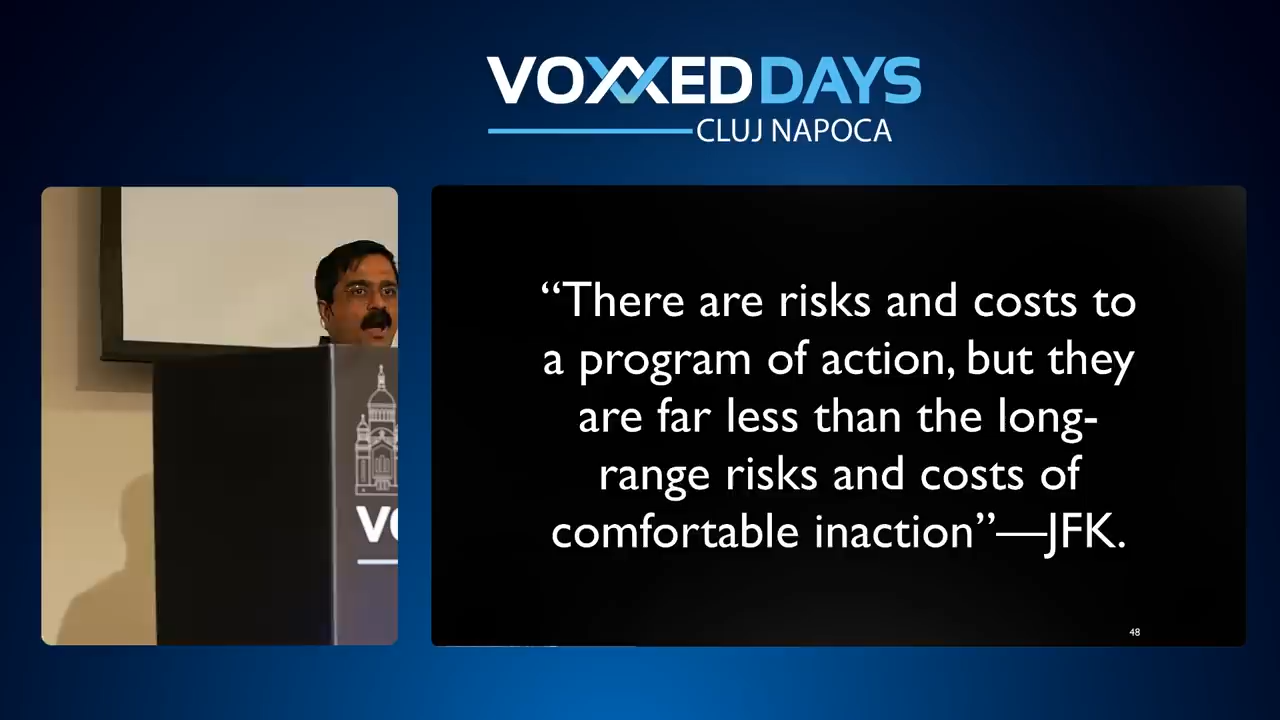 VOXXEDDAYS
CLUJ NAPOCA
“There are risks and costs to
a program of action, but they
are far less than the long-
range risks and costs of
comfortable inaction”—JFK.
48